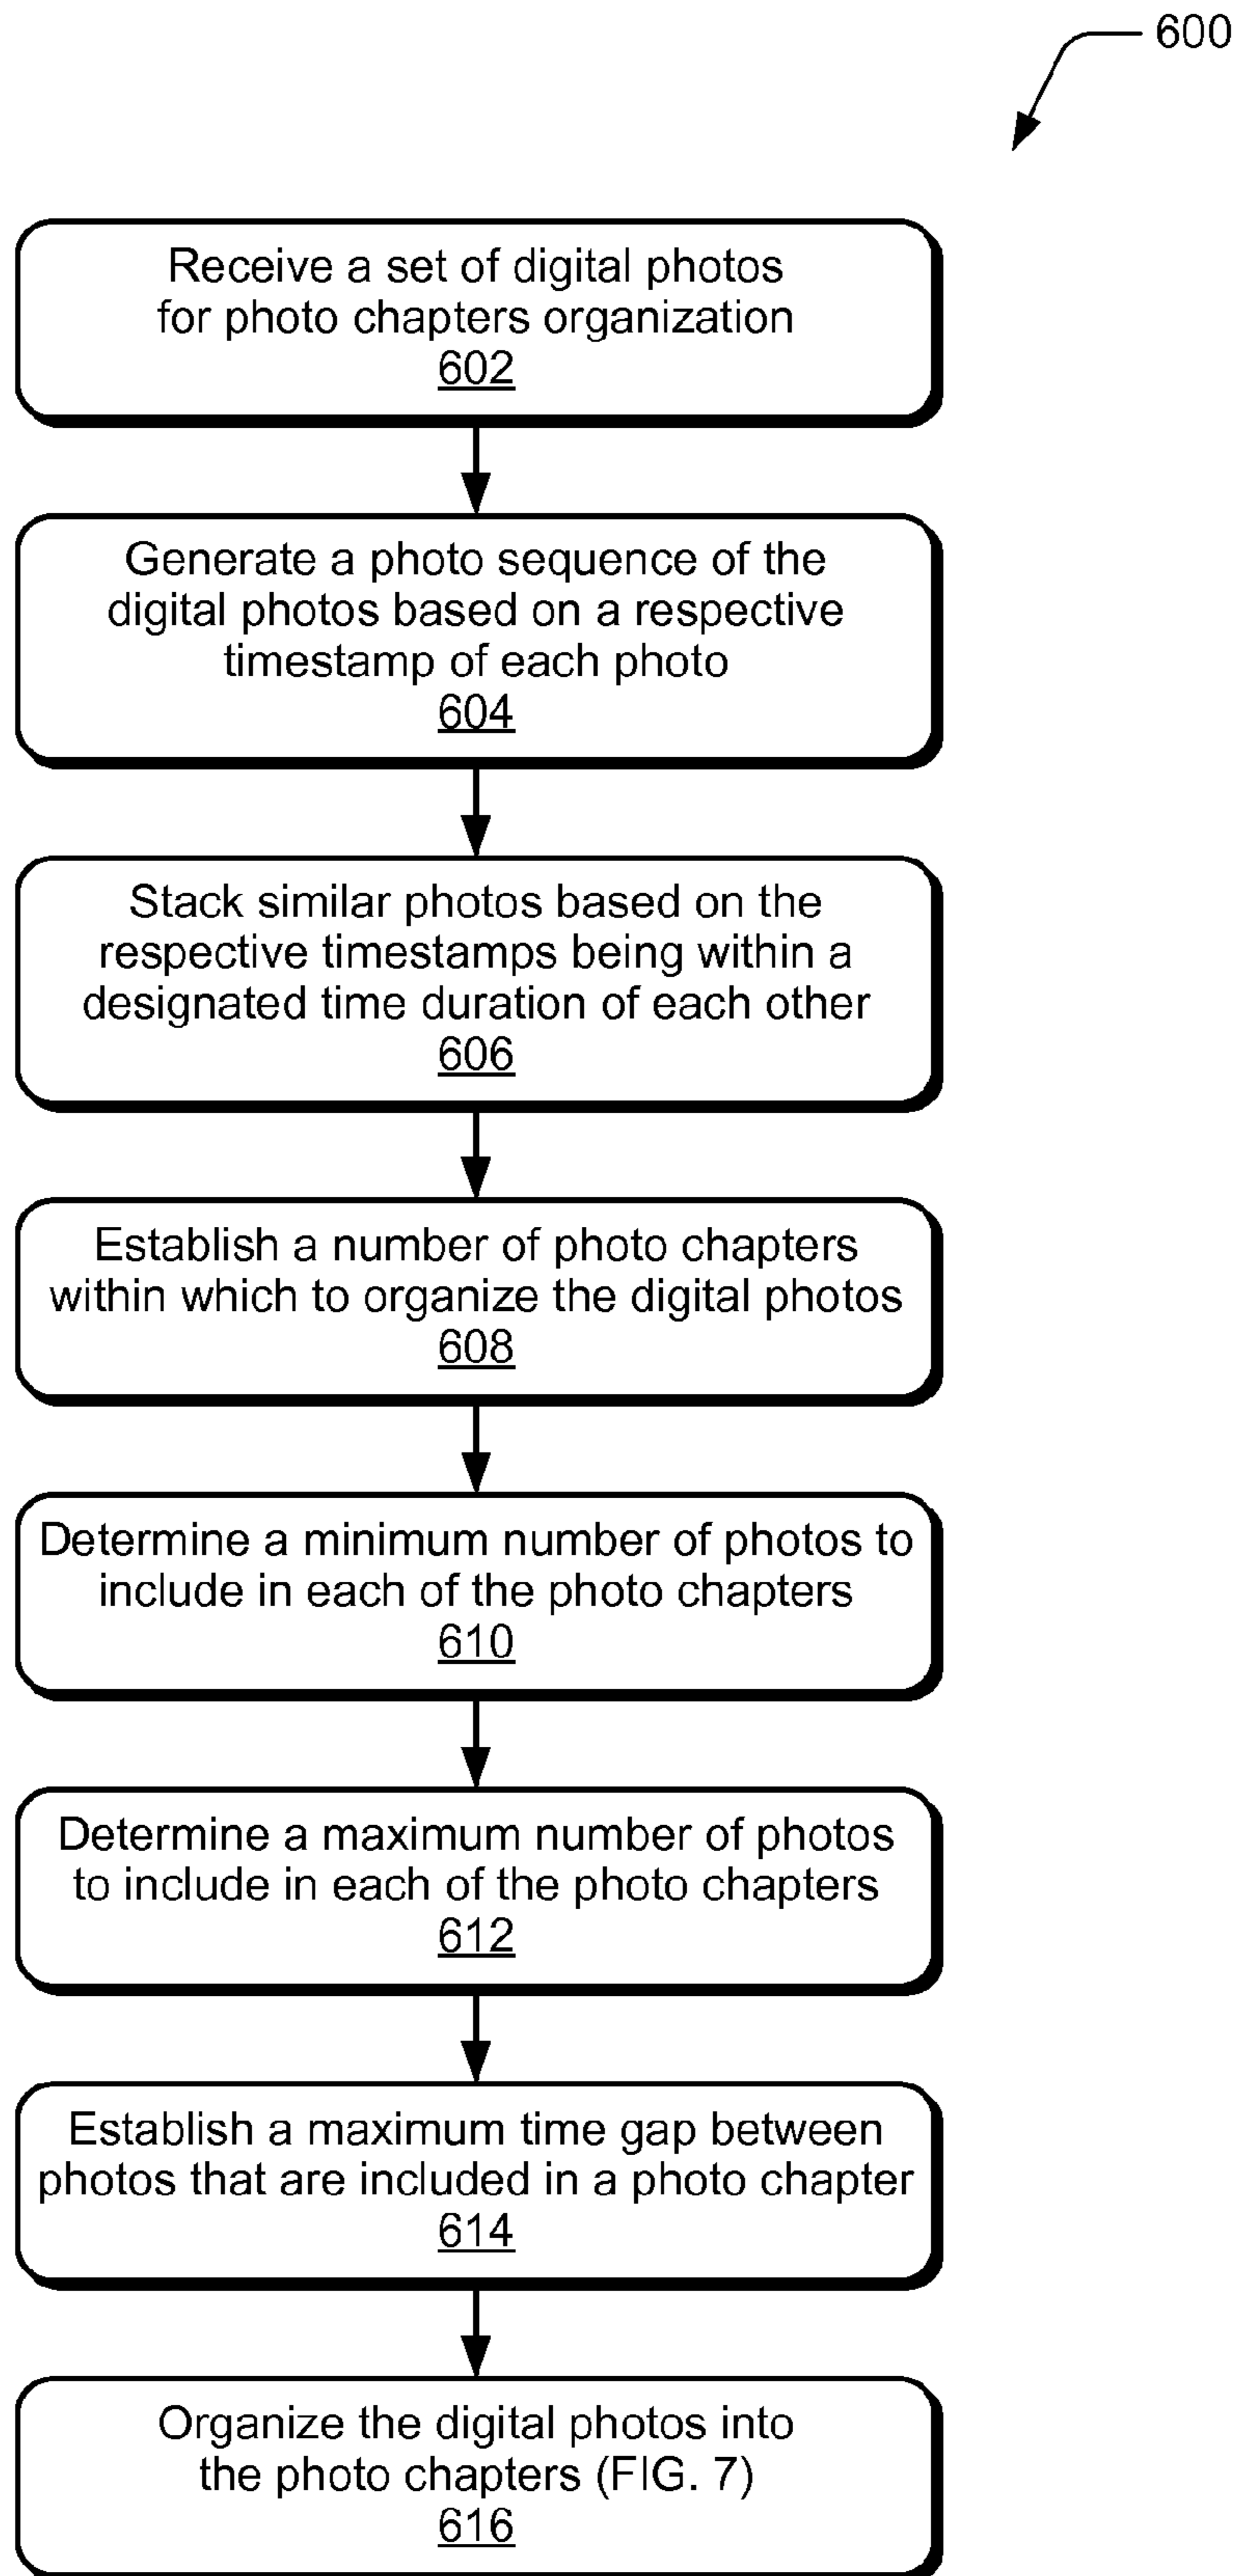 600
Receive a set of digital photos
for photo chapters organization
602
Generate a photo sequence of the
digital photos based on a respective
timestamp of each photo
604
Stack similar photos based on the
respective timestamps being within a
designated time duration of each other
606
Establish a number of photo chapters
within which to organize the digital photos
608
Determine a minimum number of photos to
include in each of the photo chapters
610
Determine a maximum number of photos
to include in each of the photo chapters
612
Establish a maximum time gap between
photos that are included in a photo chapter
614
Organize the digital photos into
the photo chapters (FIG. 7)
616